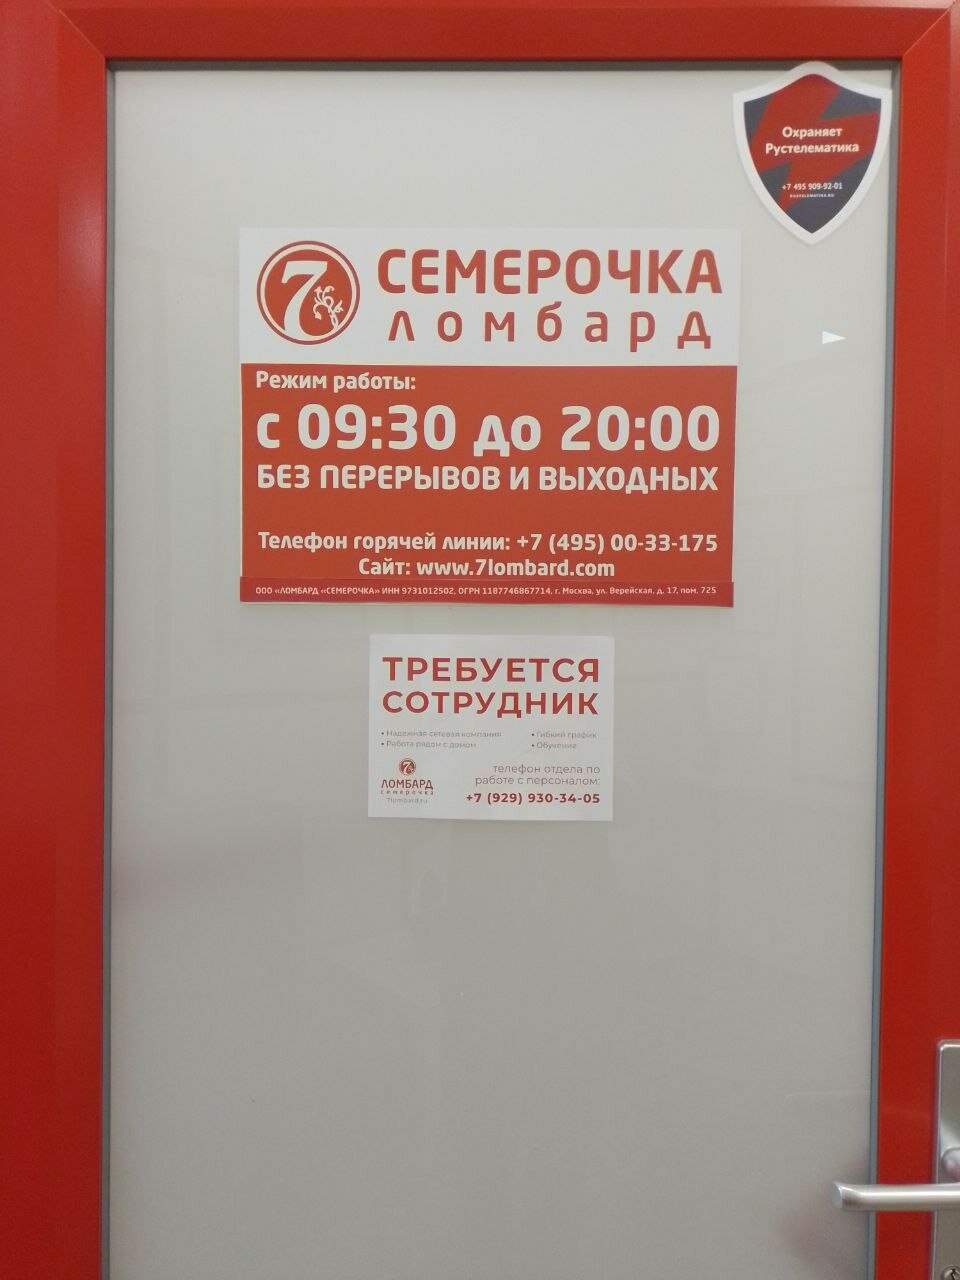 Охраняет
Рустелематика
+7 495 909-92-01
RUSTELEMATIKA.RU
7 СЕМЕРОЧКА
ломбард
Режим работы:
с 09:30 до 20:00
БЕЗ ПЕРЕРЫВОВ И ВЫХОДНЫХ
Телефон горячей линии: +7 (495) 00-33-175
Сайт: www.7lombard.com
ООО «ЛОМБАРД «СЕМЕРОЧКА» ИНН 9731012502, ОГРН 1187746867714, г. Москва, ул. Верейская, д. 17, пом. 725
ТРЕБУЕТСЯ
СОТРУДНИК
• Надежная сетевая компания
• Работа рядом с домом
• Гибкий график
• Обучение
7
ЛОМБАРД
семерочка
7lombard.ru
телефон отдела по
работе с персоналом:
+7 (929) 930-34-05